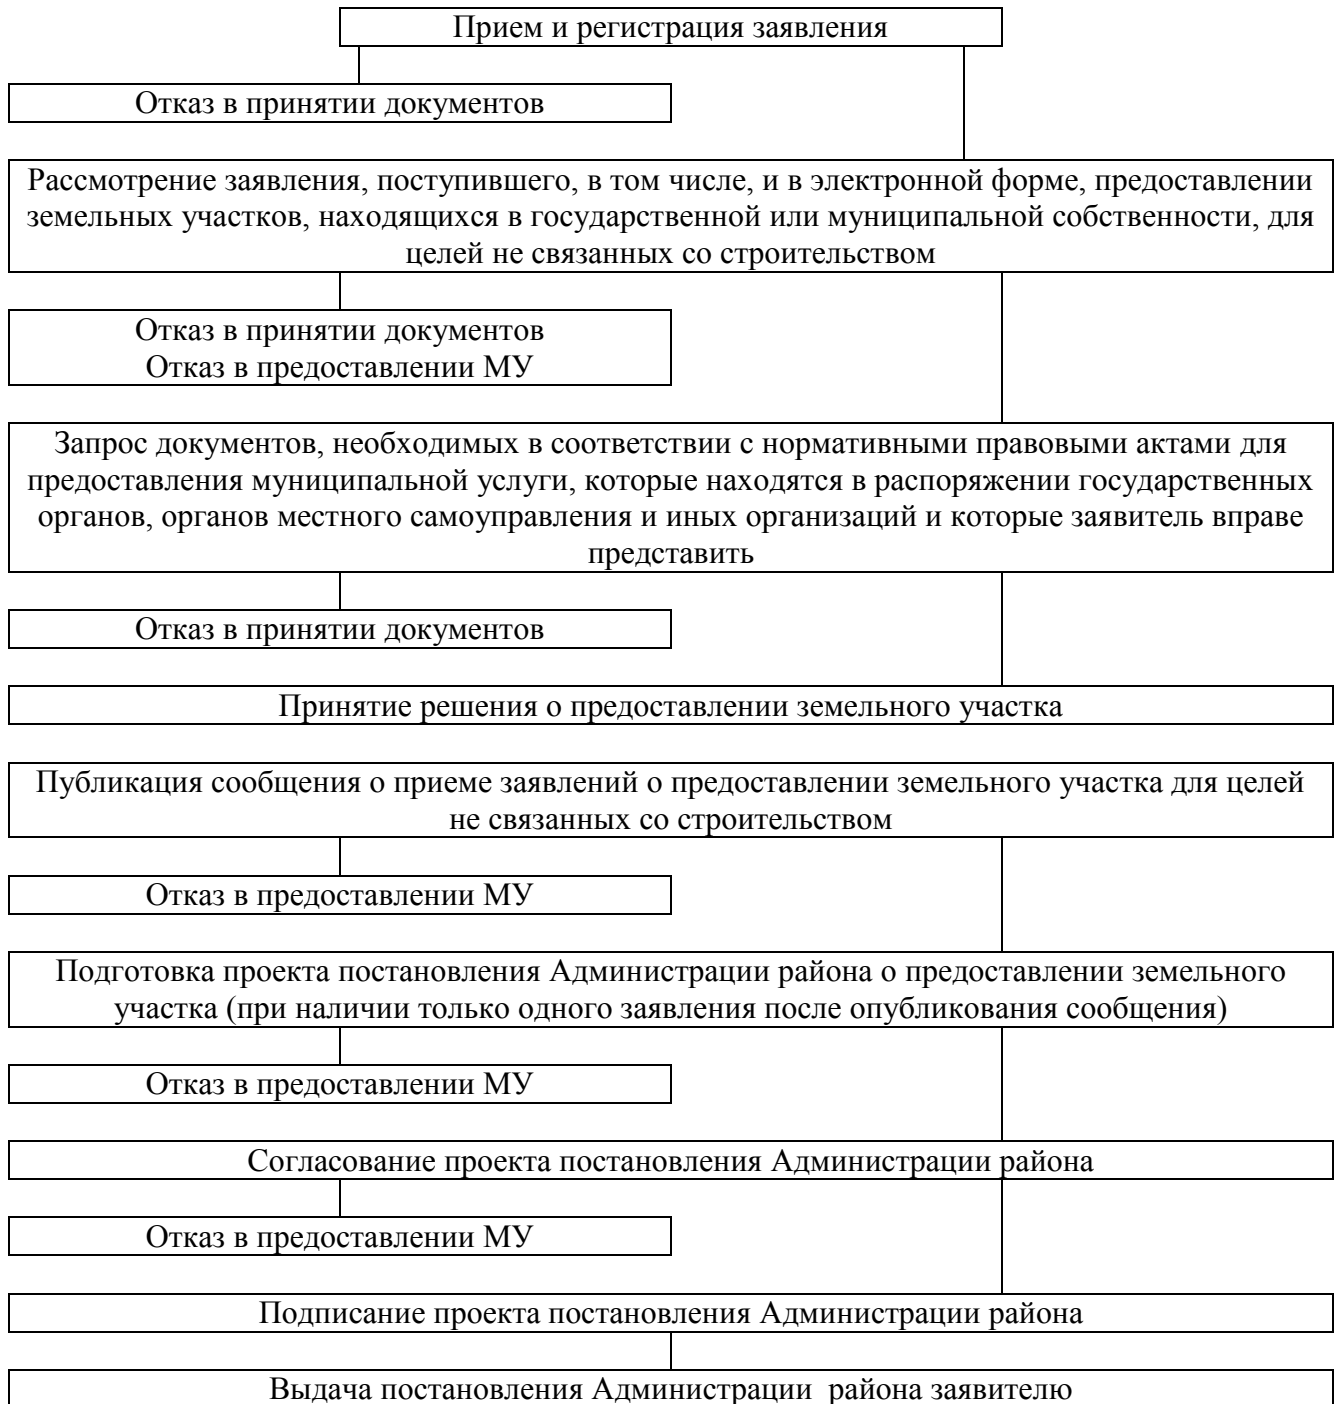 Прием и регистрация заявления
Отказ в принятии документов
Рассмотрение заявления, поступившего, в том числе, и в электронной форме, предоставлении
земельных участков, находящихся в государственной или муниципальной собственности, для
целей не связанных со строительством
Отказ в принятии документов
Отказ в предоставлении МУ
Запрос документов, необходимых в соответствии с нормативными правовыми актами для
предоставления муниципальной услуги, которые находятся в распоряжении государственных
органов, органов местного самоуправления и иных организаций и которые заявитель вправе
представить
Отказ в принятии документов
Принятие решения о предоставлении земельного участка
Публикация сообщения о приеме заявлений о предоставлении земельного участка для целей
не связанных со строительством
Отказ в предоставлении МУ
Подготовка проекта постановления Администрации района о предоставлении земельного
участка (при наличии только одного заявления после опубликования сообщения)
Отказ в предоставлении МУ
Согласование проекта постановления Администрации района
Отказ в предоставлении МУ
Подписание проекта постановления Администрации района
Выдача постановления Администрации района заявителю